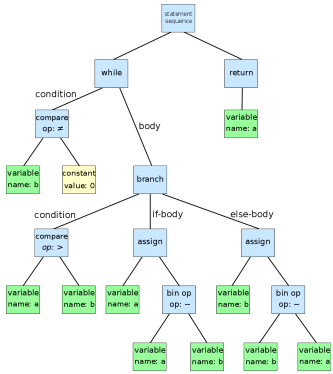 statement
sequence
while
return
condition
body
compare
op: ≠
variable
name: a
variable
name: b
constant
value: 0
branch
condition
if-body
else-body
compare
op: >
assign
assign
variable
name: a
variable
name: b
variable
name: a
bin op
op: −
variable
name: b
bin op
op: −
variable
name: a
variable
name: b
variable
name: b
variable
name: a